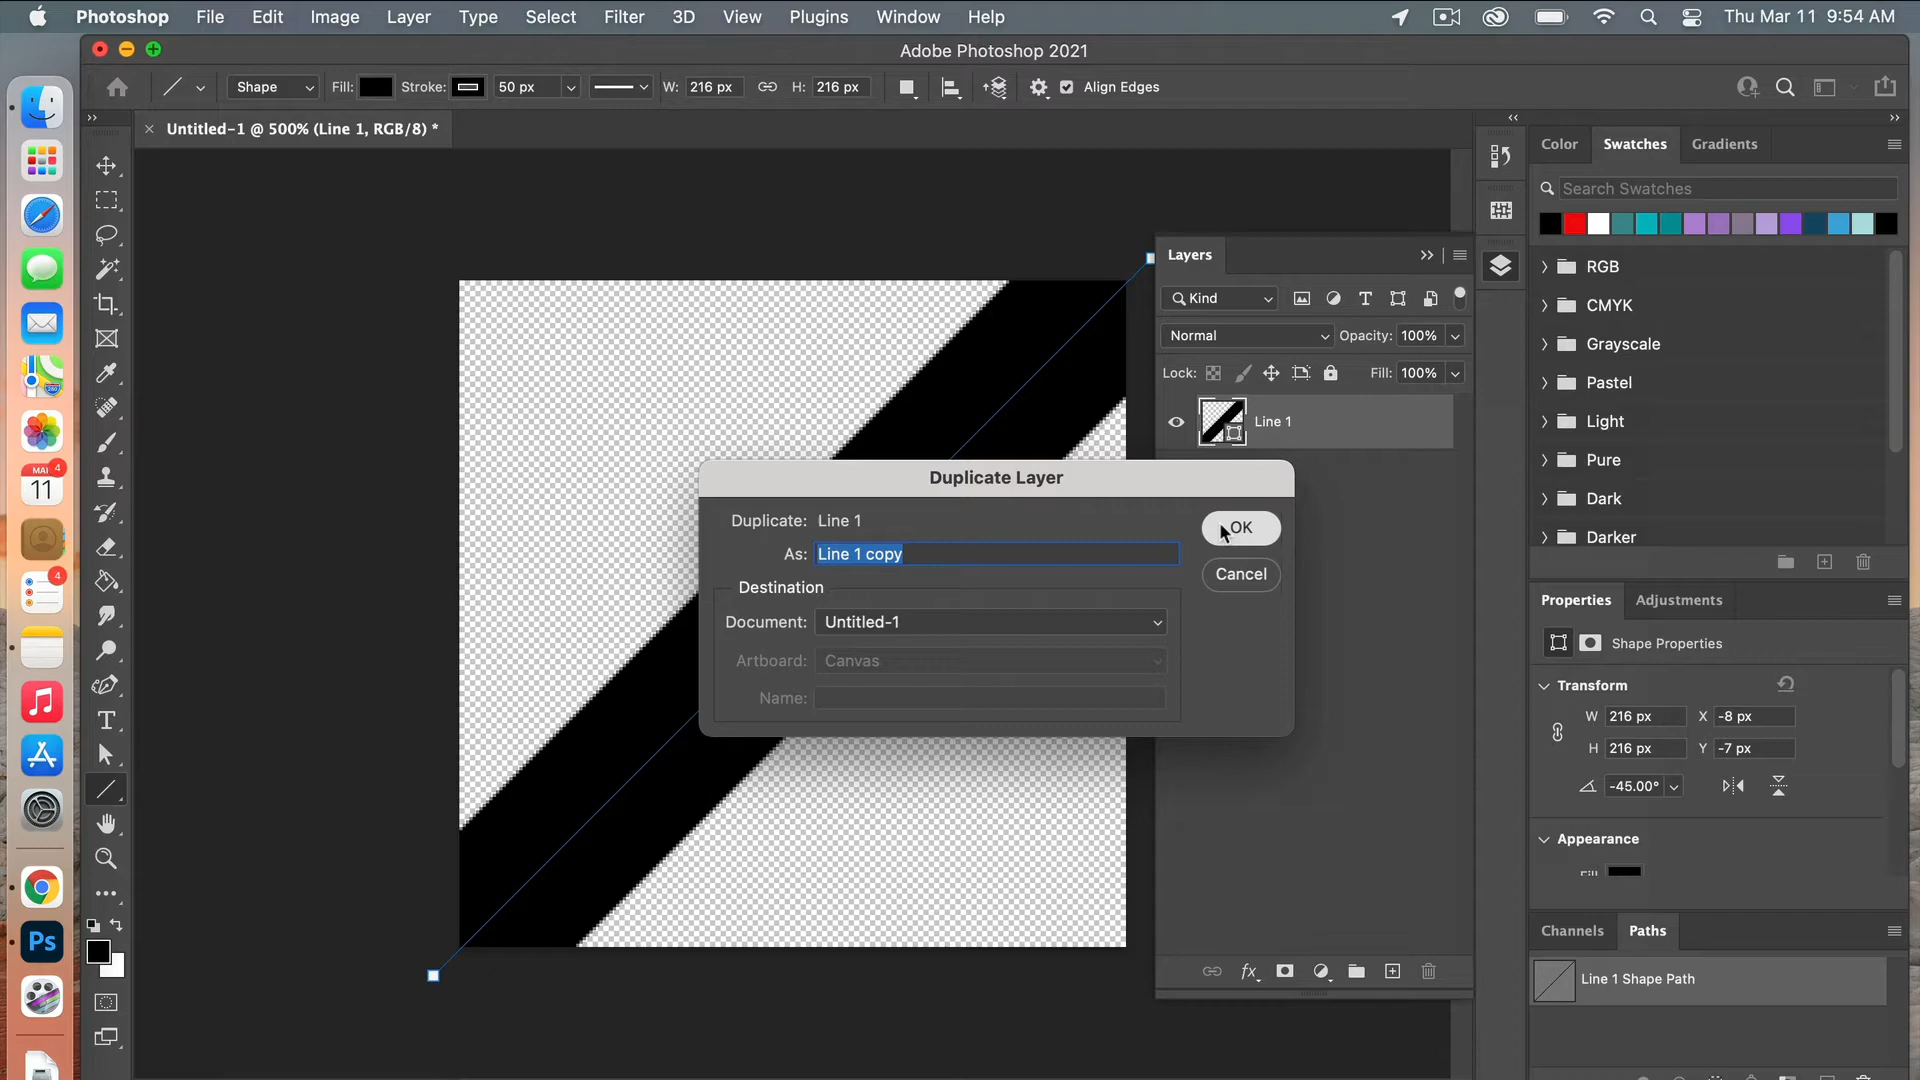 Photoshop File Edit Image Layer Type Select Filter 3D View Plugins Window Help Thu Mar 11 9:54 AM
Adobe Photoshop 2021
Shape Fill: Stroke: 50 px W: 216 px H: 216 px Align Edges
Untitled-1 @ 500% (Line 1, RGB/8) *
Color Swatches Gradients
Search Swatches
RGB
CMYK
Grayscale
Pastel
Light
Pure
Dark
Darker
Layers
Kind
Normal Opacity: 100%
Lock: Fill: 100%
Line 1
Duplicate Layer
Duplicate: Line 1
As: Line 1 copy
OK
Cancel
Destination
Document: Untitled-1
Artboard: Canvas
Name:
Properties Adjustments
Shape Properties
Transform
W 216 px X -8 px
H 216 px Y -7 px
-45.00°
Appearance
Fill
Channels Paths
Line 1 Shape Path
fx
4
11
4
Ps